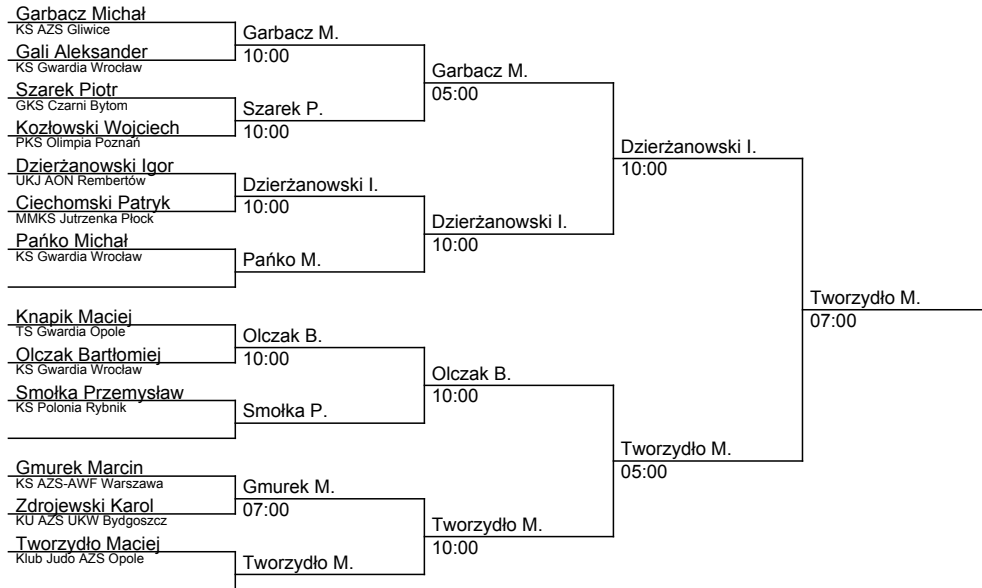 Garbacz Michał
KS AZS Gliwice
Gali Aleksander
KS Gwardia Wrocław
Szarek Piotr
GKS Czarni Bytom
Kozłowski Wojciech
PKS Olimpia Poznań
Dzierżanowski Igor
UKJ AON Rembertów
Ciechomski Patryk
MMKS Jutrzenka Płock
Pańko Michał
KS Gwardia Wrocław
Knapik Maciej
TS Gwardia Opole
Olczak Bartłomiej
KS Gwardia Wrocław
Smołka Przemysław
KS Polonia Rybnik
Gmurek Marcin
KS AZS-AWF Warszawa
Zdrojewski Karol
KU AZS UKW Bydgoszcz
Tworzydło Maciej
Klub Judo AZS Opole
Garbacz M.
10:00
Szarek P.
10:00
Dzierżanowski I.
10:00
Pańko M.
Olczak B.
10:00
Smołka P.
Gmurek M.
07:00
Tworzydło M.
Garbacz M.
05:00
Dzierżanowski I.
10:00
Olczak B.
10:00
Tworzydło M.
10:00
Dzierżanowski I.
10:00
Tworzydło M.
05:00
Tworzydło M.
07:00